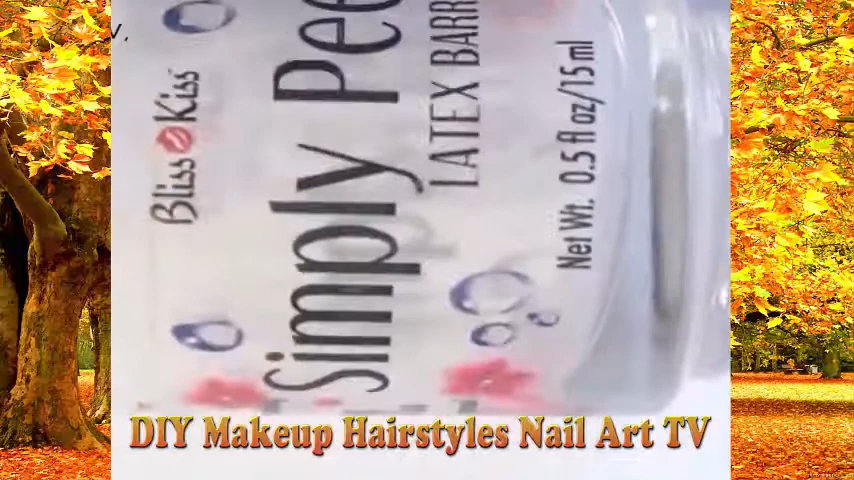 Bliss Kiss
Simply Pee
LATEX BARR
Net Wt. 0.5 fl oz/15 ml
DIY Makeup Hairstyles Nail Art TV